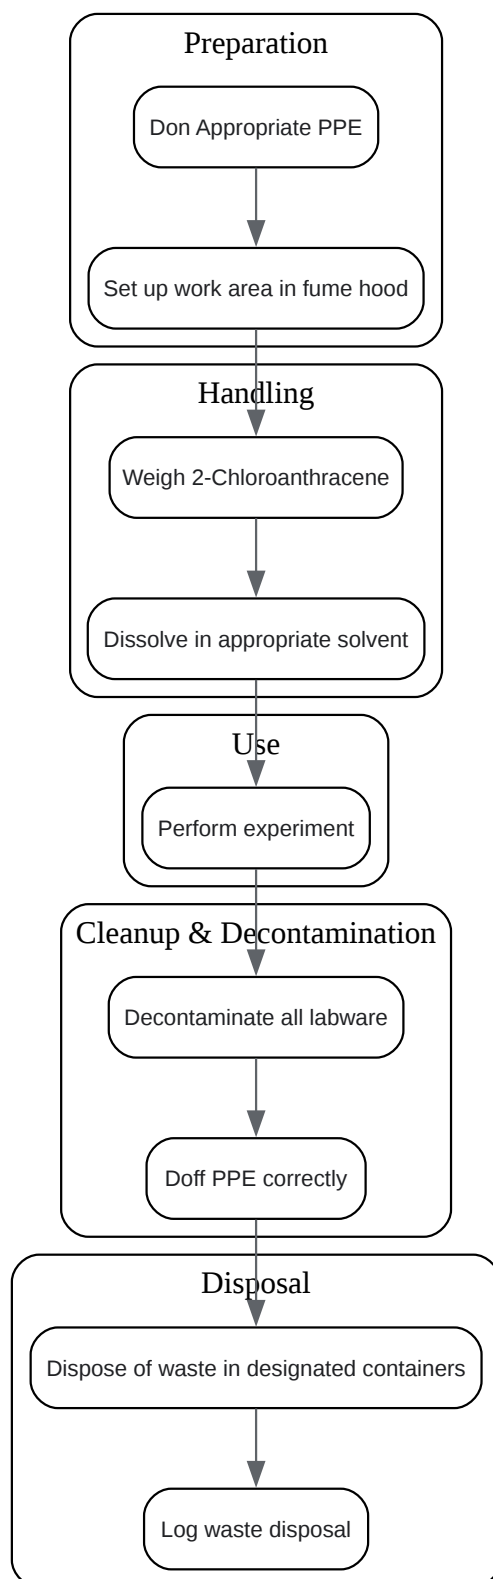 Preparation
Don Appropriate PPE
Set up work area in fume hood
Handling
Weigh 2-Chloroanthracene
Dissolve in appropriate solvent
Use
Perform experiment
Cleanup & Decontamination
Decontaminate all labware
Doff PPE correctly
Disposal
Dispose of waste in designated containers
Log waste disposal